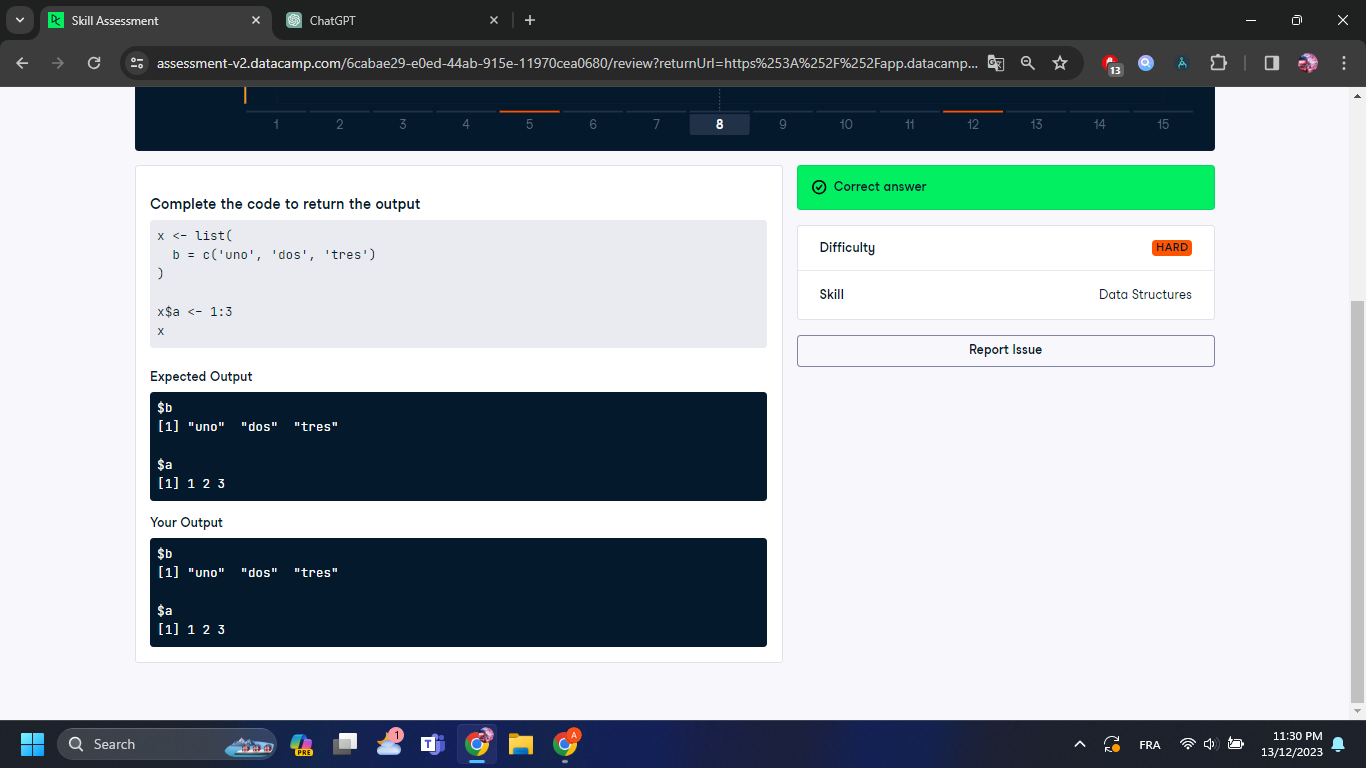 Skill Assessment
ChatGPT
assessment-v2.datacamp.com/6cabae29-e0ed-44ab-915e-11970cea0680/review?returnUrl=https%253A%252F%252Fapp.datacamp...
13
1 2 3 4 5 6 7 8 9 10 11 12 13 14 15
Complete the code to return the output
x <- list(
  b = c('uno', 'dos', 'tres')
)
x$a <- 1:3
x
Expected Output
$b
[1] "uno"  "dos"  "tres"
$a
[1] 1 2 3
Your Output
$b
[1] "uno"  "dos"  "tres"
$a
[1] 1 2 3
Correct answer
Difficulty HARD
Skill Data Structures
Report Issue
Search
PRE
1
A
FRA
11:30 PM
13/12/2023